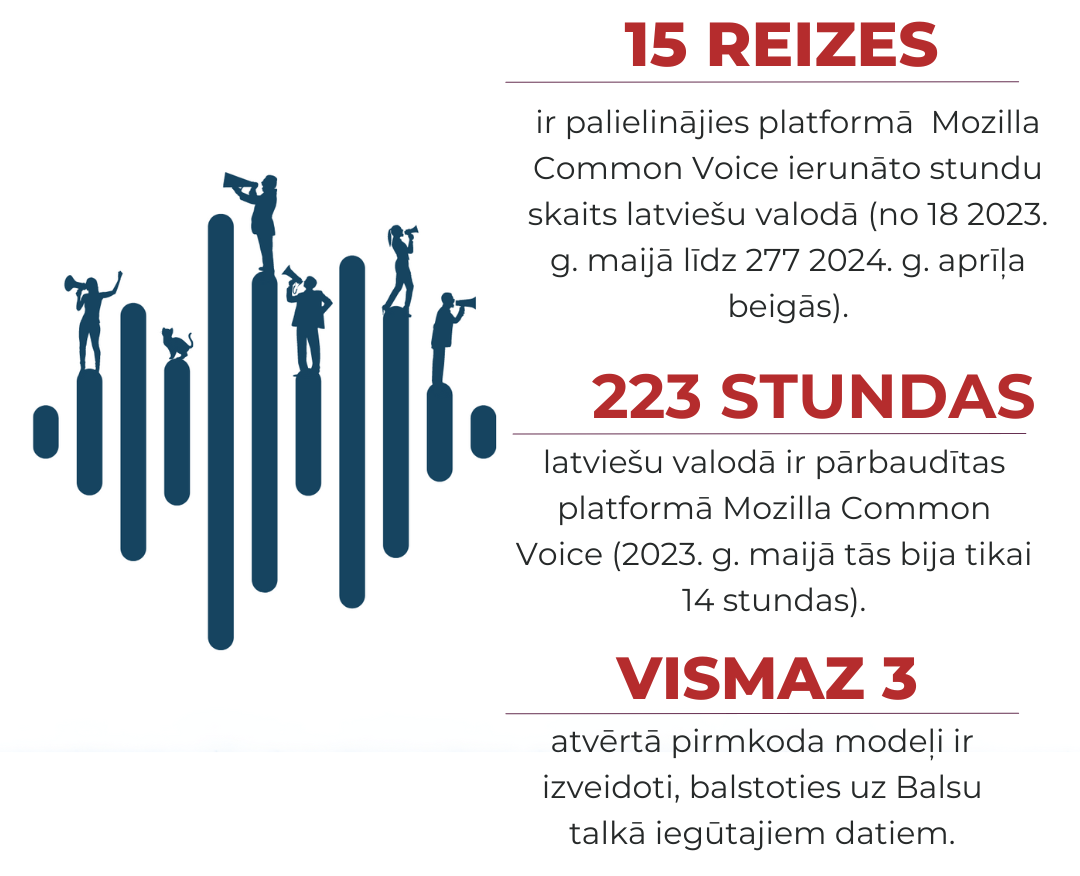 15 REIZES
ir palielinājies platformā Mozilla
Common Voice ierunāto stundu
skaits latviešu valodā (no 18 2023.
g. maijā līdz 277 2024. g. aprīļa
beigās).
223 STUNDAS
latviešu valodā ir pārbaudītas
platformā Mozilla Common
Voice (2023. g. maijā tās bija tikai
14 stundas).
VISMAZ 3
atvērtā pirmkoda modeļi ir
izveidoti, balstoties uz Balsu
talkā iegūtajiem datiem.